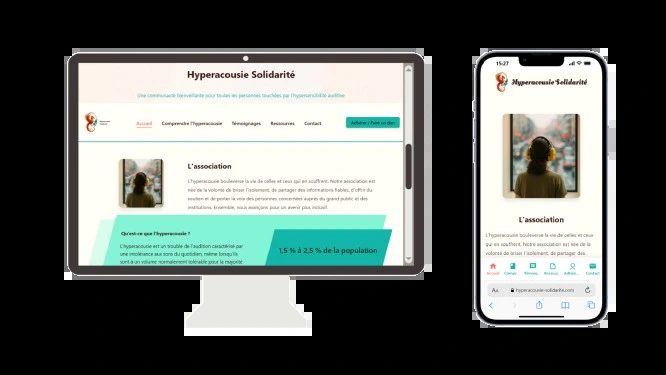 Hyperacousie Solidarité
Une communauté bienveillante pour toutes les personnes touchées par l'hypersensibilité auditive
Accueil Comprendre l'hyperacousie Témoignages Ressources Contact Adhérer / Faire un don
L'association
L'hyperacousie bouleverse la vie de celles et ceux qui en souffrent. Notre association est
née de la volonté de briser l'isolement, de partager des informations fiables, d'offrir du
soutien et de porter la voix des personnes concernées auprès du grand public et des
institutions. Ensemble, nous avançons pour un avenir plus inclusif.
Qu'est-ce que l'hyperacousie ?
L'hyperacousie est un trouble de l'audition caractérisé par
une intolérance aux sons du quotidien, même lorsqu'ils
sont à un volume normalement tolérable pour la majorité
1,5 % à 2,5 % de la population
15:27
Hyperacousie Solidarité
L'association
L'hyperacousie bouleverse la vie de celles et
ceux qui en souffrent. Notre association est née de la
volonté de briser l'isolement, de partager des
Accueil Compr... Témoig... Ressourc... Adhér... Contact
AA hyperacousie-solidarite.com